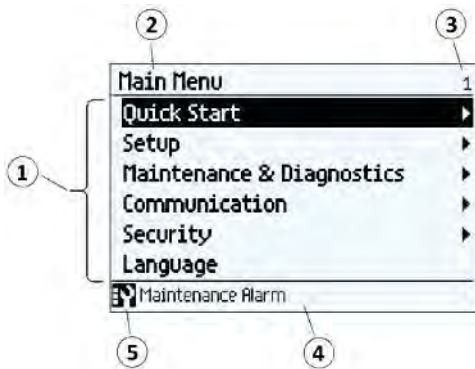 2
3
Main Menu 1
Quick Start
Setup
1
Maintenance & Diagnostics
Communication
Security
Language
Maintenance Alarm
5
4